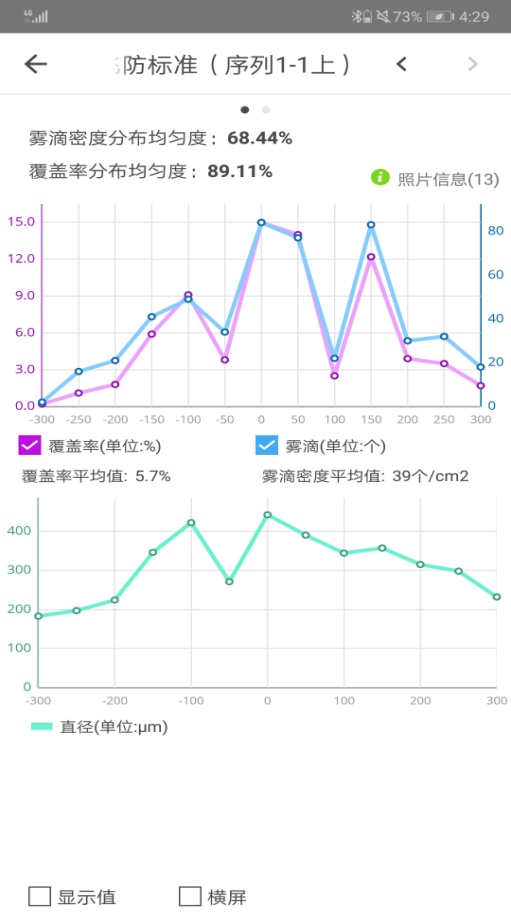 4G 73% 4:29
防标准（序列1-1上）
雾滴密度分布均匀度：68.44%
覆盖率分布均匀度：89.11%
照片信息(13)
15.0
12.0
9.0
6.0
3.0
0.0
80
60
40
20
0
-300 -250 -200 -150 -100 -50 0 50 100 150 200 250 300
覆盖率(单位:%) 雾滴(单位:个)
覆盖率平均值: 5.7% 雾滴密度平均值: 39个/cm2
400
300
200
100
0
-300 -200 -100 0 100 200 300
直径(单位:μm)
显示值 横屏